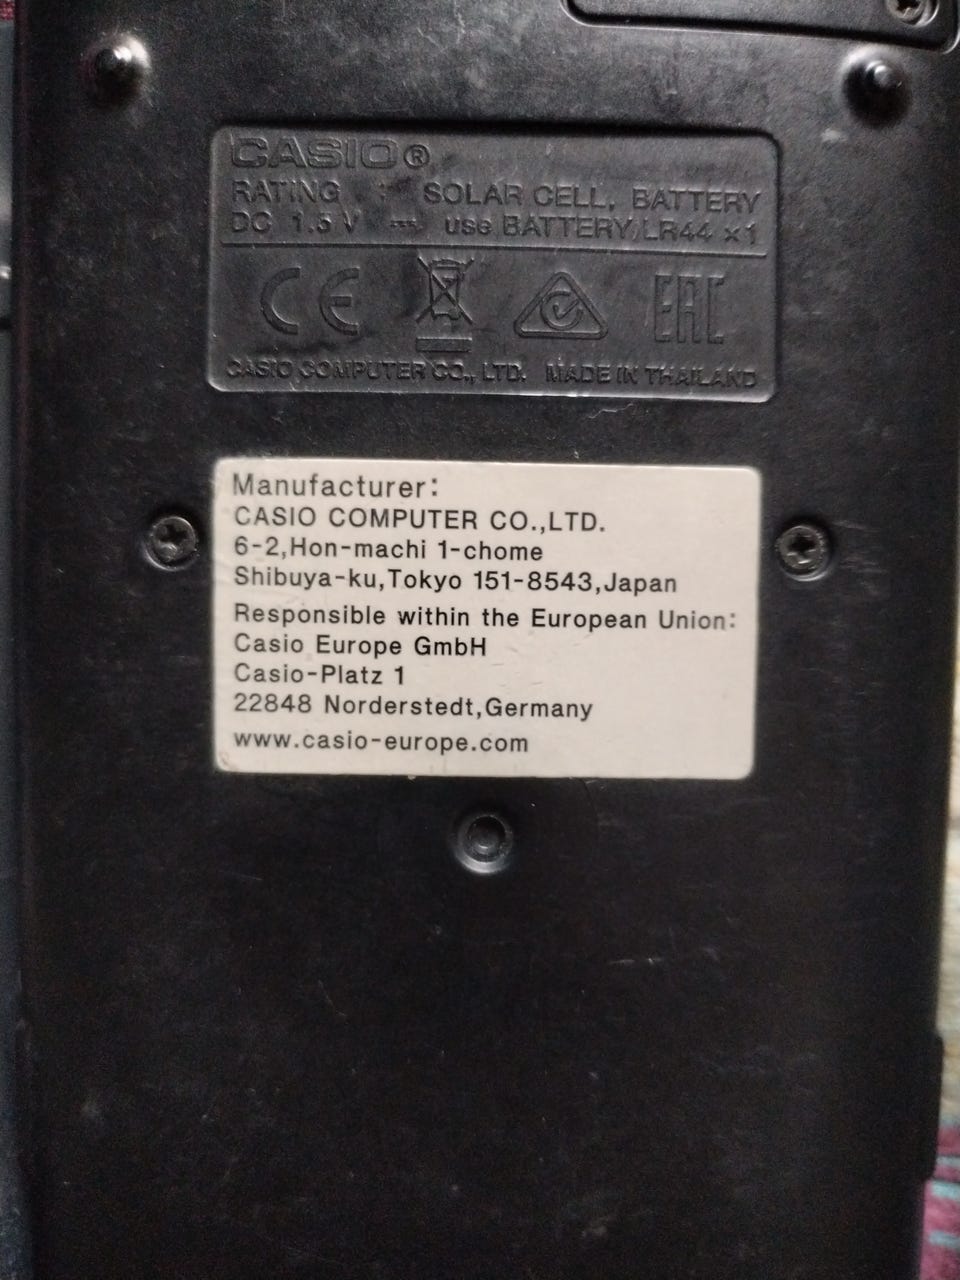 CASIO®
RATING : SOLAR CELL, BATTERY
DC 1.5 V ⎓ use BATTERY LR44 ×1
CE EAC
CASIO COMPUTER CO., LTD. MADE IN THAILAND
Manufacturer:
CASIO COMPUTER CO.,LTD.
6-2,Hon-machi 1-chome
Shibuya-ku,Tokyo 151-8543,Japan
Responsible within the European Union:
Casio Europe GmbH
Casio-Platz 1
22848 Norderstedt,Germany
www.casio-europe.com